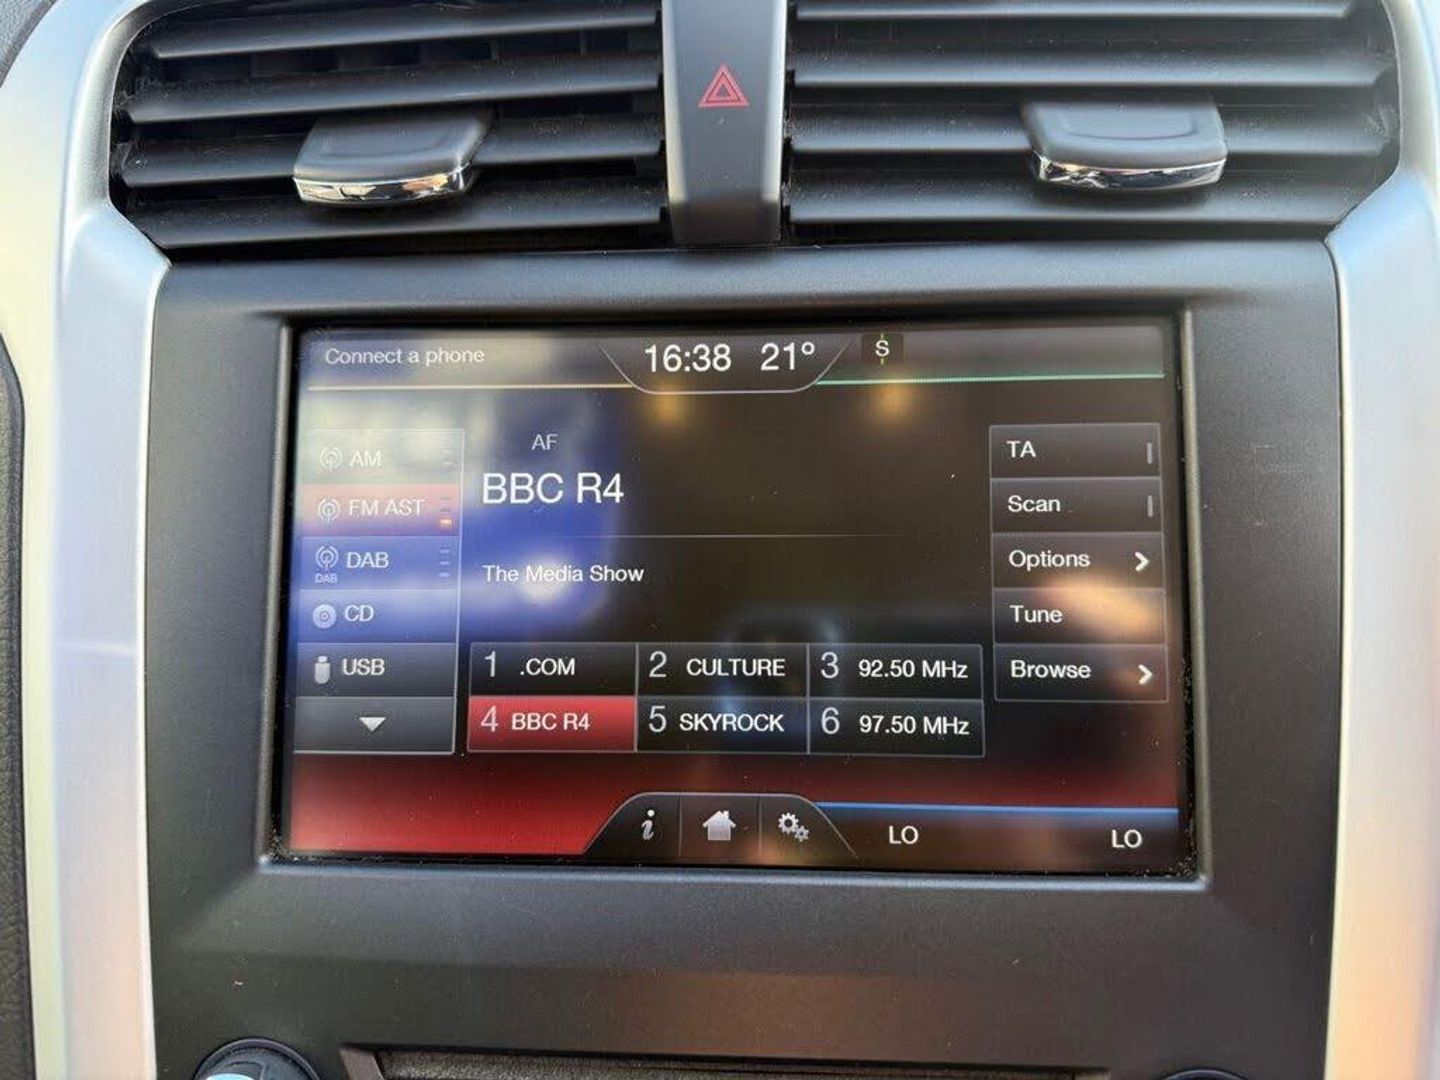 Connect a phone
16:38 21°
S
AM
FM AST
DAB
DAB
CD
USB
AF
BBC R4
The Media Show
1 .COM
2 CULTURE
3 92.50 MHz
4 BBC R4
5 SKYROCK
6 97.50 MHz
TA
Scan
Options
Tune
Browse
i
LO
LO